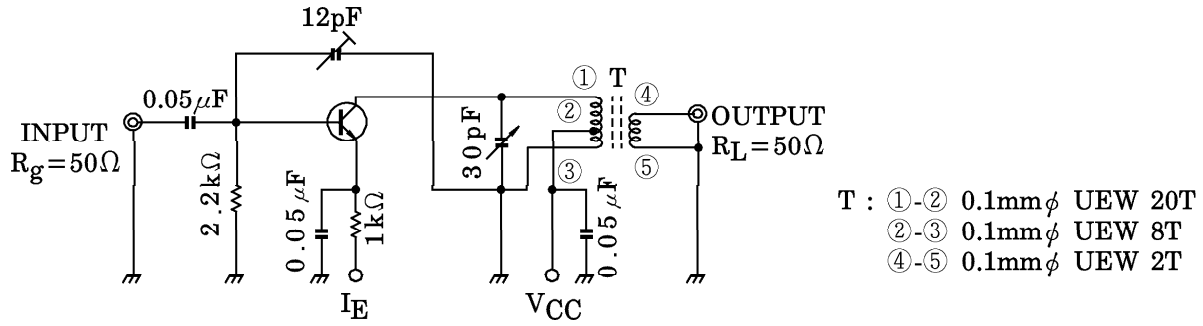 12pF
0.05μF
INPUT
Rg=50Ω
2.2kΩ
0.05μF
1kΩ
IE
30pF
① T
②
③
④
⑤
OUTPUT
RL=50Ω
0.05μF
VCC
T : ①-② 0.1mmφ UEW 20T
②-③ 0.1mmφ UEW 8T
④-⑤ 0.1mmφ UEW 2T